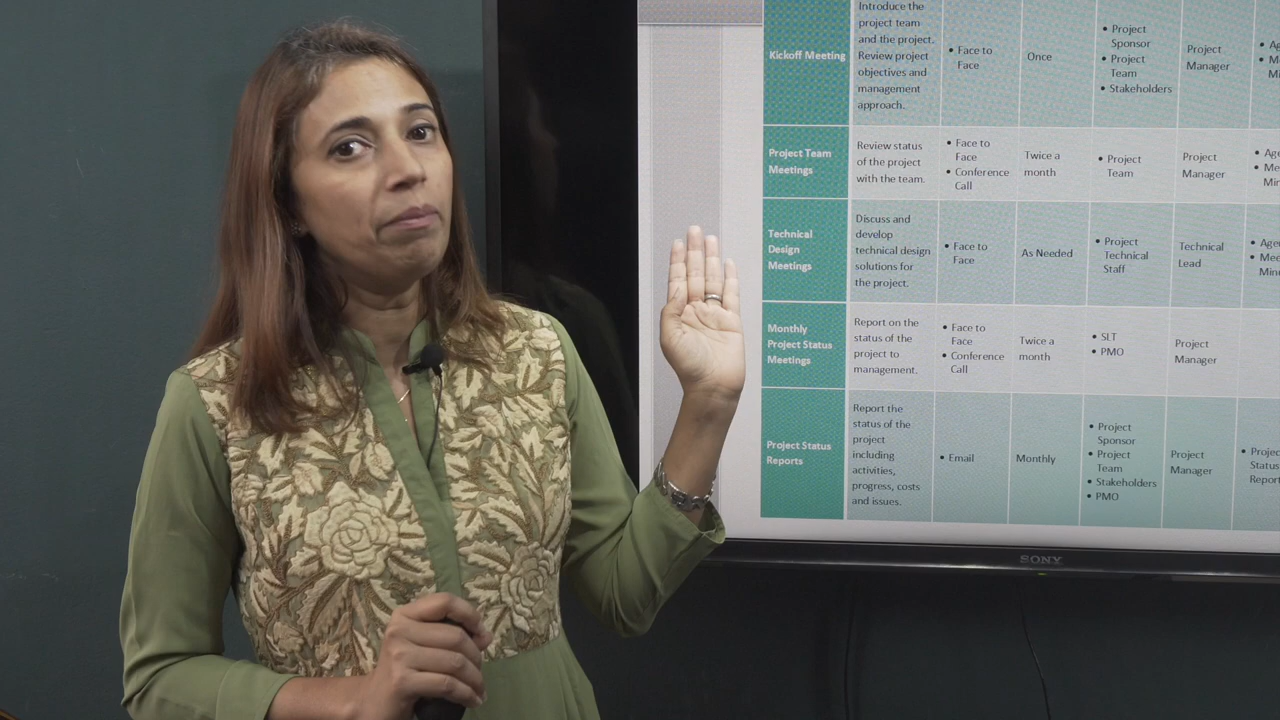 Introduce the
project team
and the project.
Review project
objectives and
management
approach.
Kickoff Meeting
• Face to
Face
Once
• Project
Sponsor
• Project
Team
• Stakeholders
Project
Manager
Project Team
Meetings
Review status
of the project
with the team.
• Face to
Face
• Conference
Call
Twice a
month
• Project
Team
Project
Manager
Technical
Design
Meetings
Discuss and
develop
technical design
solutions for
the project.
• Face to
Face
As Needed
• Project
Technical
Staff
Technical
Lead
Monthly
Project Status
Meetings
Report on the
status of the
project to
management.
• Face to
Face
• Conference
Call
Twice a
month
• SLT
• PMO
Project
Manager
Project Status
Reports
Report the
status of the
project
including
activities,
progress, costs
and issues.
• Email
Monthly
• Project
Sponsor
• Project
Team
• Stakeholders
• PMO
Project
Manager
Status
Report
SONY